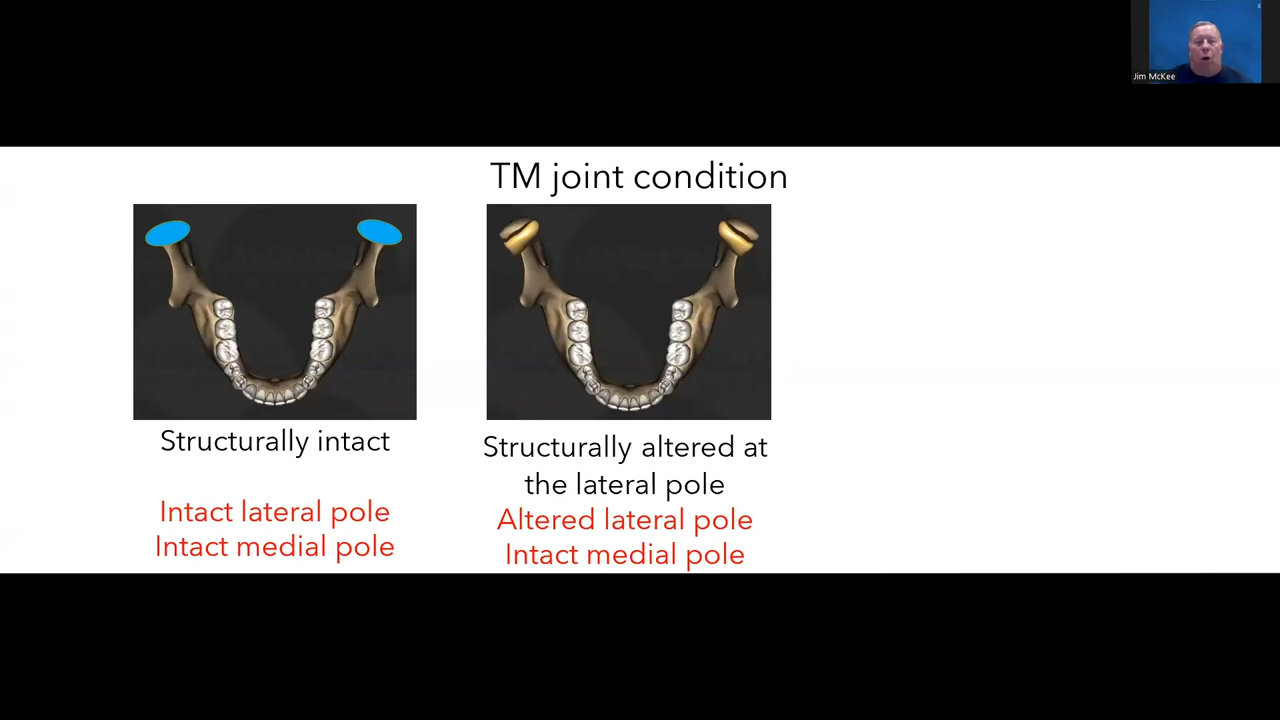 Jim McKee
TM joint condition
Structurally intact
Intact lateral pole
Intact medial pole
Structurally altered at
the lateral pole
Altered lateral pole
Intact medial pole